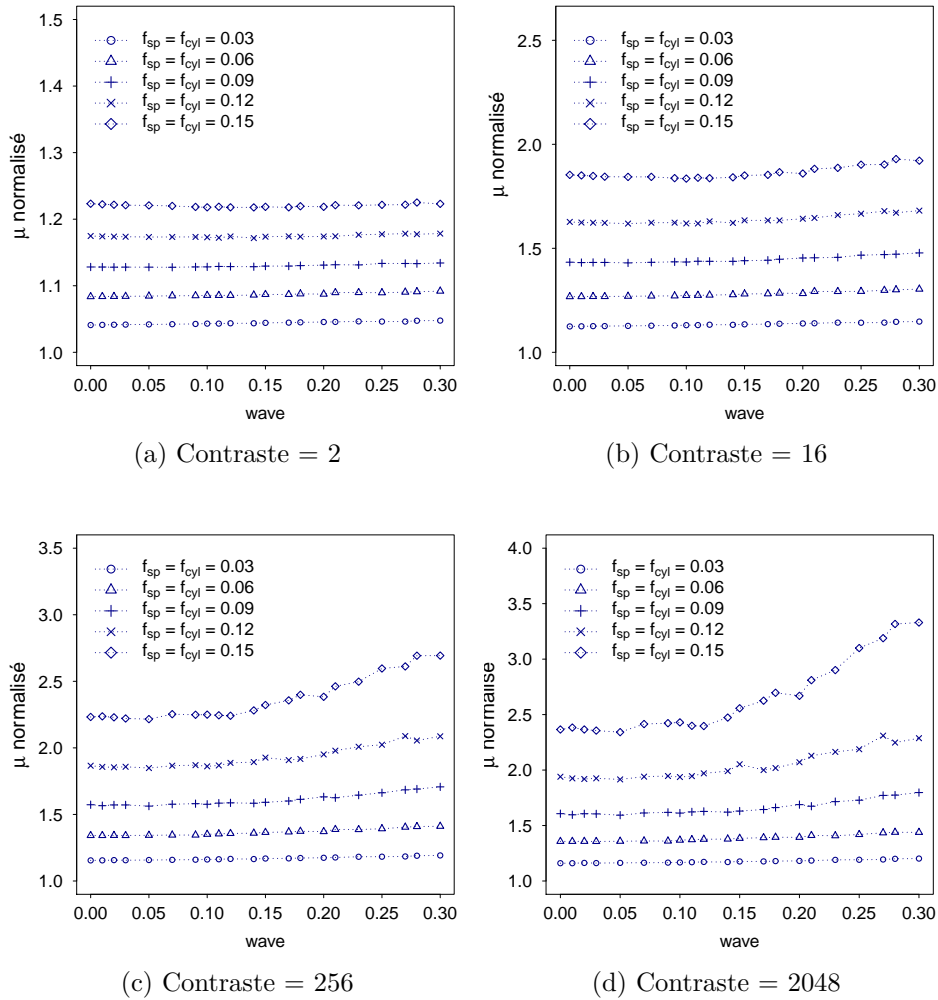 1.5
1.4
1.3
1.2
1.1
1.0
µ normalisé
f_sp = f_cyl = 0.03
f_sp = f_cyl = 0.06
f_sp = f_cyl = 0.09
f_sp = f_cyl = 0.12
f_sp = f_cyl = 0.15
0.00 0.05 0.10 0.15 0.20 0.25 0.30
wave
(a) Contraste = 2
2.5
2.0
1.5
1.0
µ normalisé
f_sp = f_cyl = 0.03
f_sp = f_cyl = 0.06
f_sp = f_cyl = 0.09
f_sp = f_cyl = 0.12
f_sp = f_cyl = 0.15
0.00 0.05 0.10 0.15 0.20 0.25 0.30
wave
(b) Contraste = 16
3.5
3.0
2.5
2.0
1.5
1.0
µ normalisé
f_sp = f_cyl = 0.03
f_sp = f_cyl = 0.06
f_sp = f_cyl = 0.09
f_sp = f_cyl = 0.12
f_sp = f_cyl = 0.15
0.00 0.05 0.10 0.15 0.20 0.25 0.30
wave
(c) Contraste = 256
4.0
3.5
3.0
2.5
2.0
1.5
1.0
µ normalisé
f_sp = f_cyl = 0.03
f_sp = f_cyl = 0.06
f_sp = f_cyl = 0.09
f_sp = f_cyl = 0.12
f_sp = f_cyl = 0.15
0.00 0.05 0.10 0.15 0.20 0.25 0.30
wave
(d) Contraste = 2048